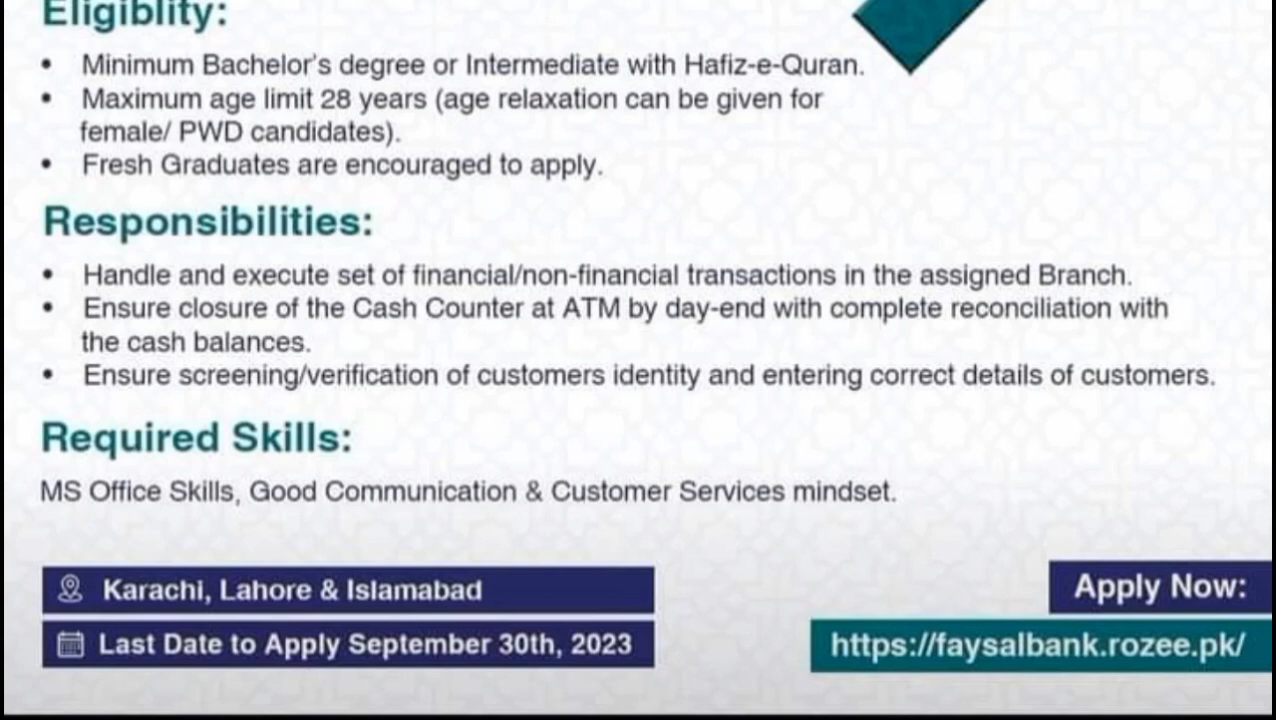 Eligiblity:
• Minimum Bachelor's degree or Intermediate with Hafiz-e-Quran.
• Maximum age limit 28 years (age relaxation can be given for
female/ PWD candidates).
• Fresh Graduates are encouraged to apply.
Responsibilities:
• Handle and execute set of financial/non-financial transactions in the assigned Branch.
• Ensure closure of the Cash Counter at ATM by day-end with complete reconciliation with
the cash balances.
• Ensure screening/verification of customers identity and entering correct details of customers.
Required Skills:
MS Office Skills, Good Communication & Customer Services mindset.
Karachi, Lahore & Islamabad
Last Date to Apply September 30th, 2023
Apply Now:
https://faysalbank.rozee.pk/